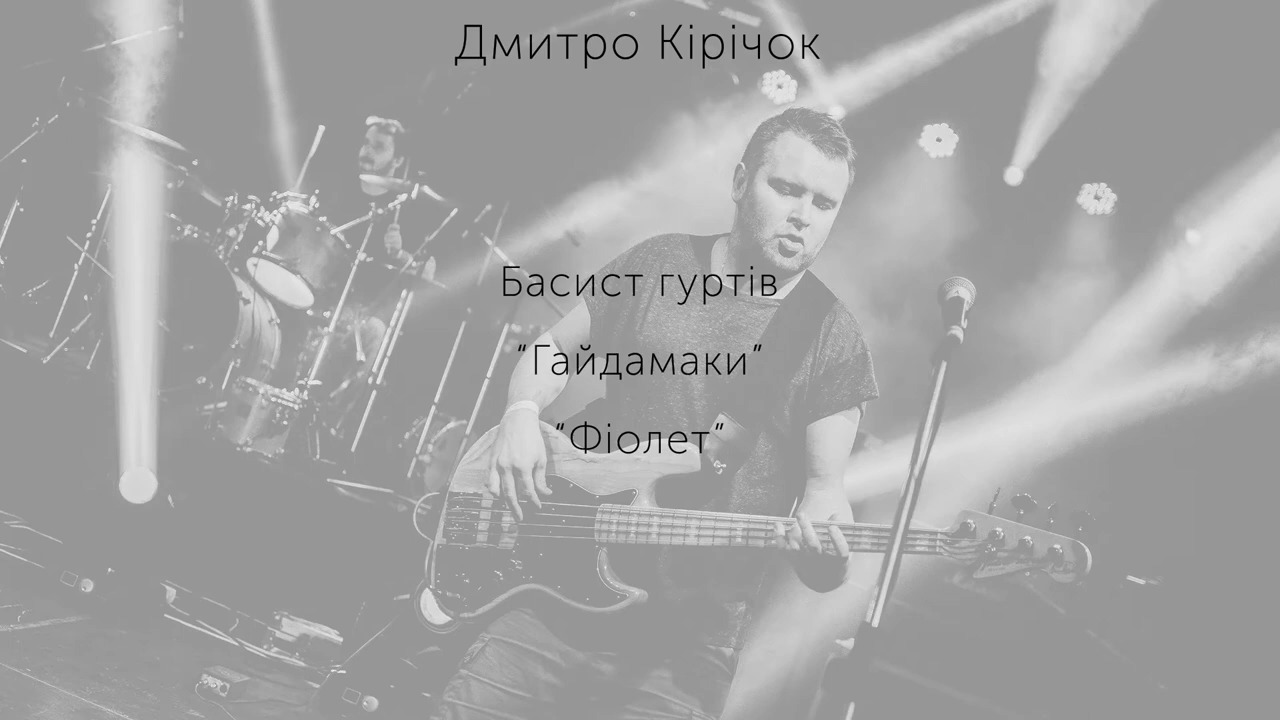 Дмитро Кірічок
Басист гуртів
“Гайдамаки”
“Фіолет”